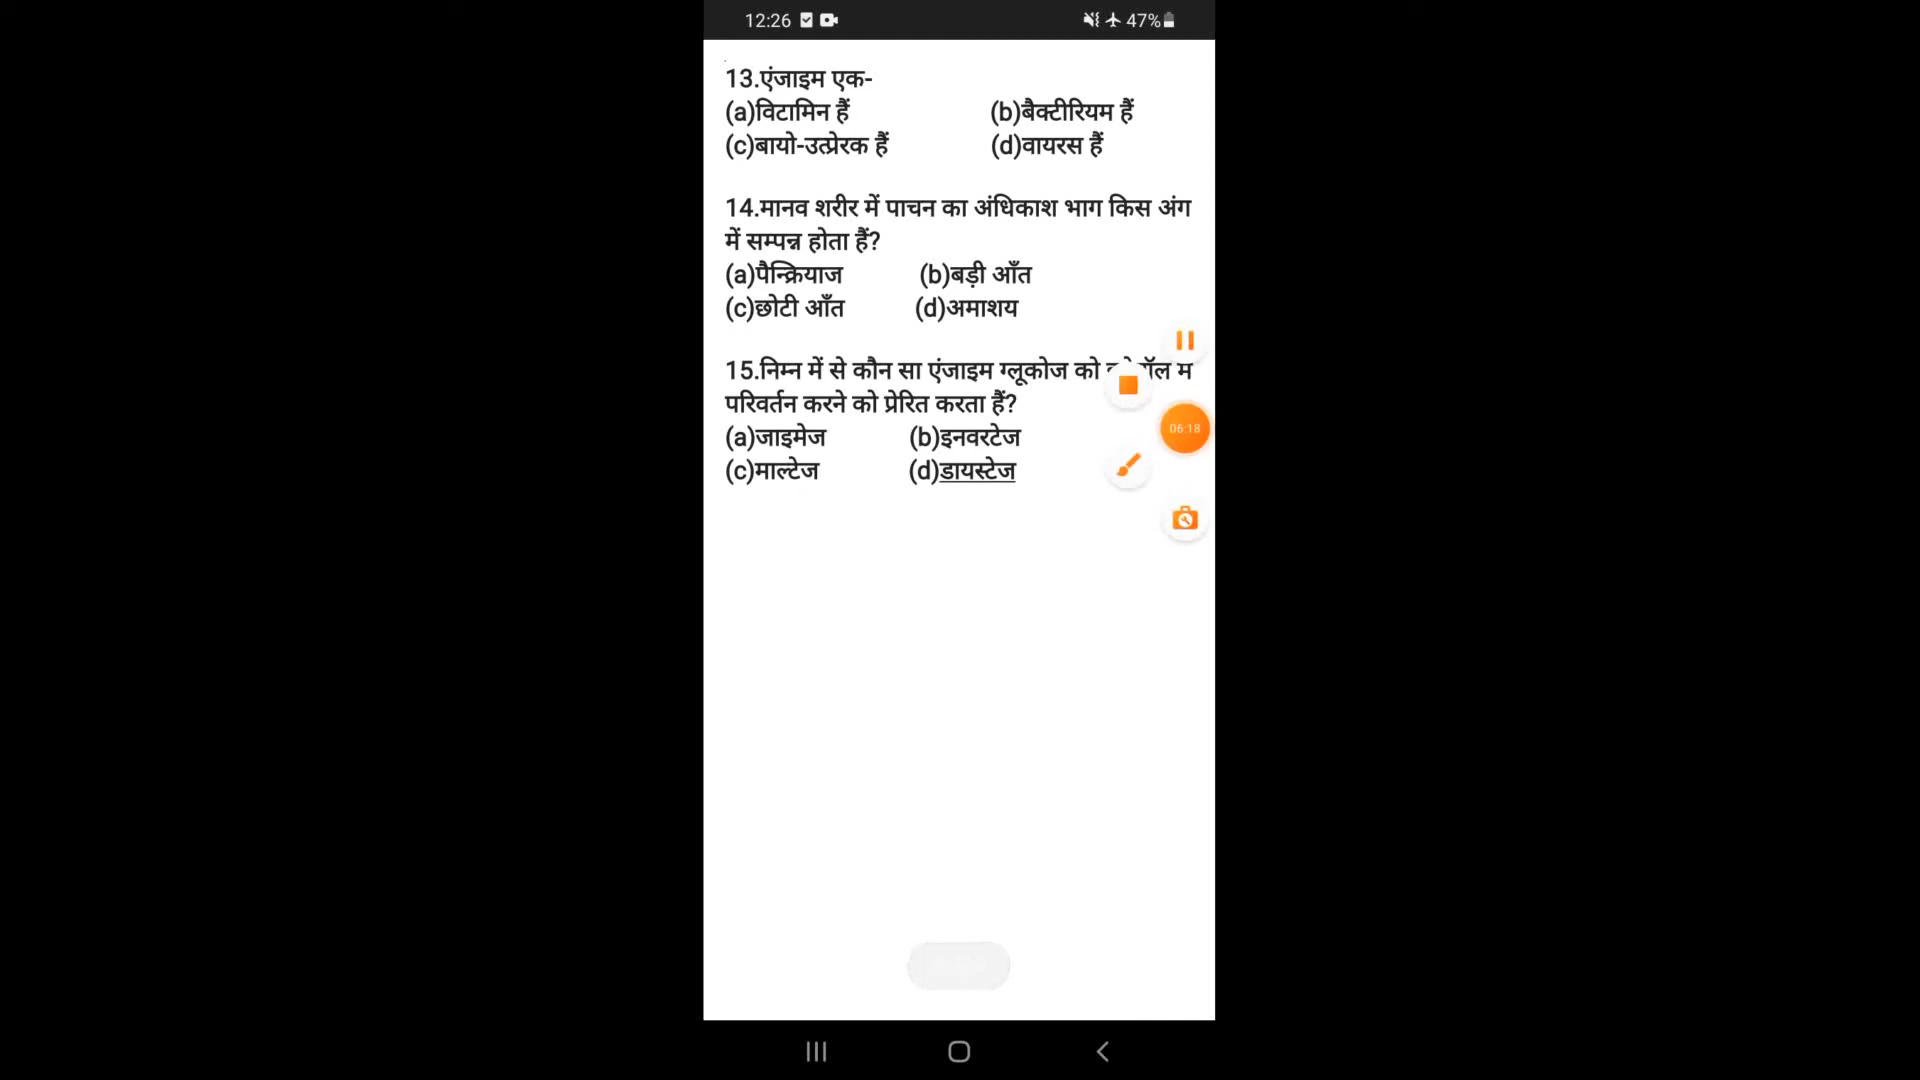 12:26 47%
13.एंजाइम एक-
(a)विटामिन हैं (b)बैक्टीरियम हैं
(c)बायो-उत्प्रेरक हैं (d)वायरस हैं
14.मानव शरीर में पाचन का अंधिकाश भाग किस अंग
में सम्पन्न होता हैं?
(a)पैन्क्रियाज (b)बड़ी आँत
(c)छोटी आँत (d)अमाशय
15.निम्न में से कौन सा एंजाइम ग्लूकोज को
परिवर्तन करने को प्रेरित करता हैं?
06:18
(a)जाइमेज (b)इनवरटेज
(c)माल्टेज (d)डायस्टेज